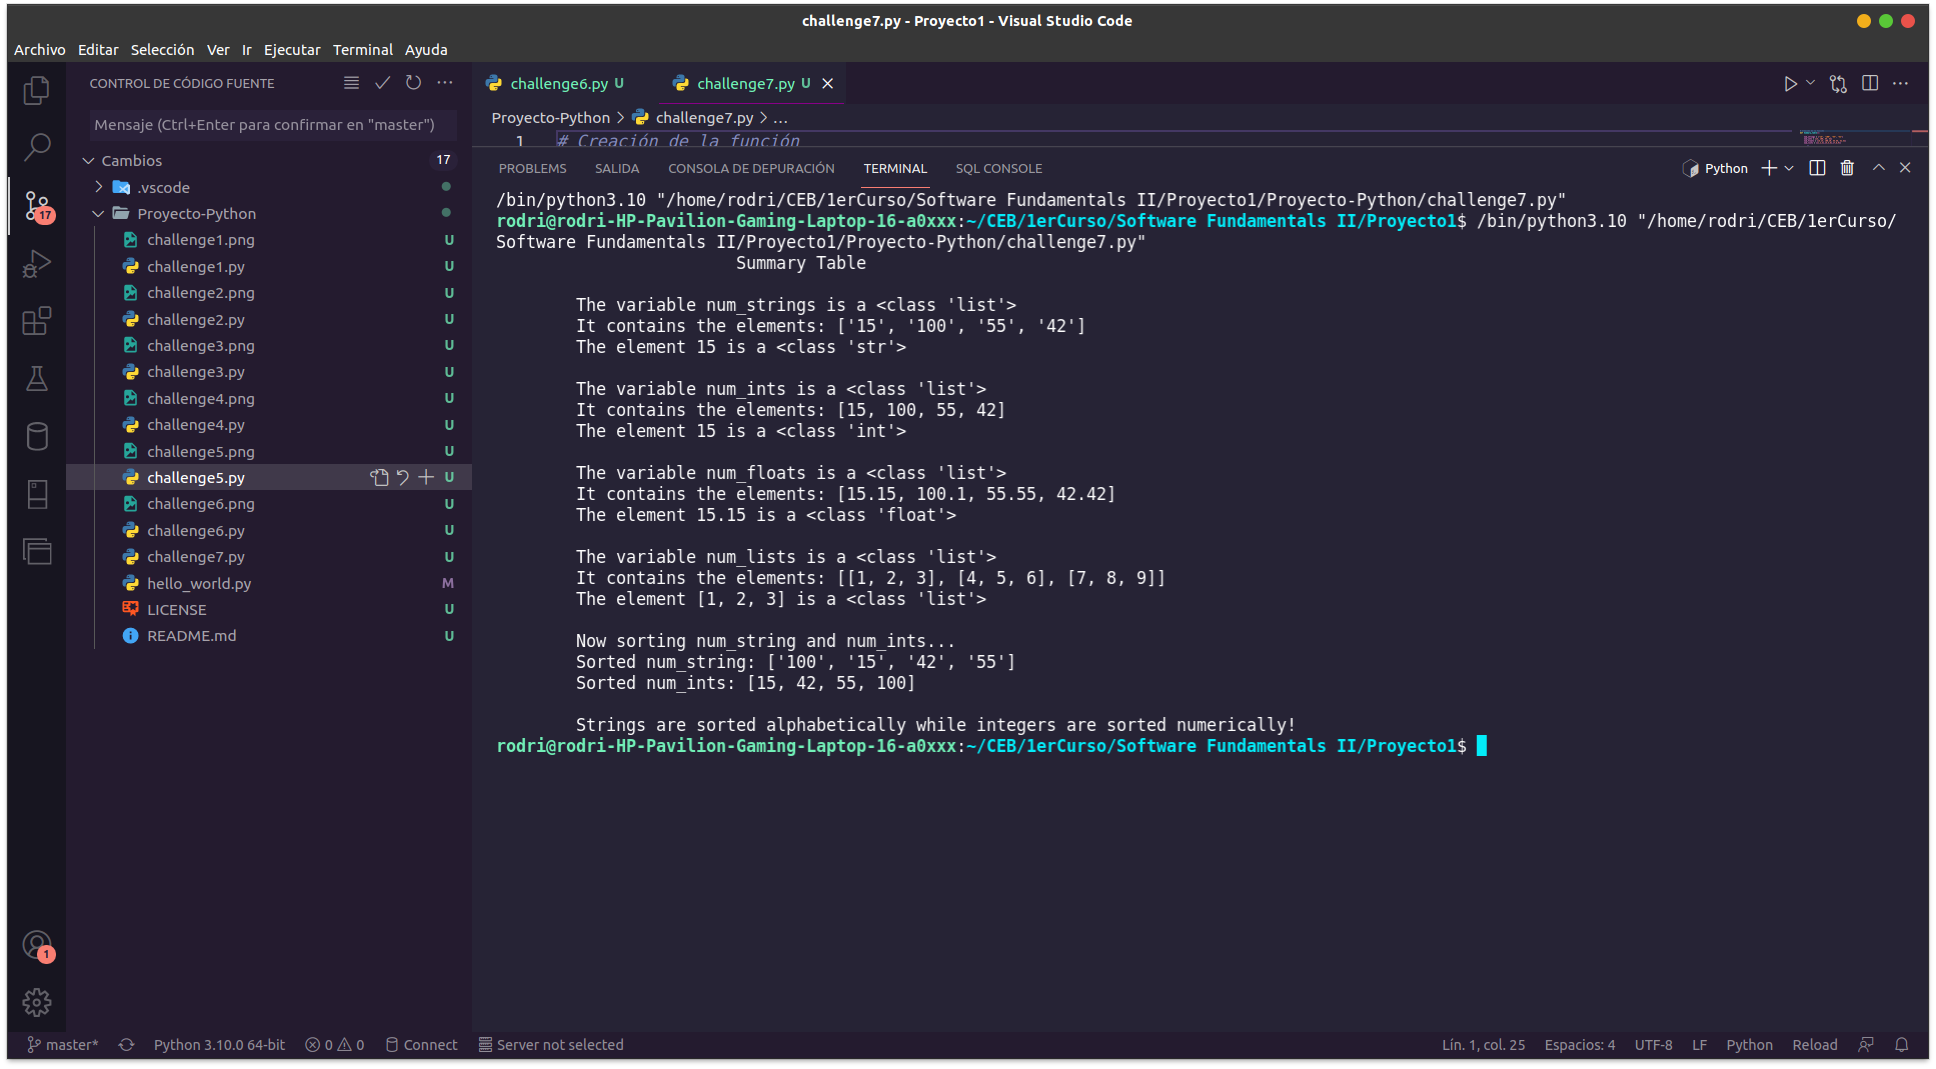 challenge7.py - Proyecto1 - Visual Studio Code
Archivo Editar Selección Ver Ir Ejecutar Terminal Ayuda
CONTROL DE CÓDIGO FUENTE
Mensaje (Ctrl+Enter para confirmar en "master")
Cambios 17
.vscode
Proyecto-Python
challenge1.png U
challenge1.py U
challenge2.png U
challenge2.py U
challenge3.png U
challenge3.py U
challenge4.png U
challenge4.py U
challenge5.png U
challenge5.py U
challenge6.png U
challenge6.py U
challenge7.py U
hello_world.py M
LICENSE U
README.md U
17
1
challenge6.py U challenge7.py U
Proyecto-Python > challenge7.py > ...
1 # Creación de la función
PROBLEMS SALIDA CONSOLA DE DEPURACIÓN TERMINAL SQL CONSOLE Python
/bin/python3.10 "/home/rodri/CEB/1erCurso/Software Fundamentals II/Proyecto1/Proyecto-Python/challenge7.py"
rodri@rodri-HP-Pavilion-Gaming-Laptop-16-a0xxx:~/CEB/1erCurso/Software Fundamentals II/Proyecto1$ /bin/python3.10 "/home/rodri/CEB/1erCurso/
Software Fundamentals II/Proyecto1/Proyecto-Python/challenge7.py"
Summary Table
The variable num_strings is a <class 'list'>
It contains the elements: ['15', '100', '55', '42']
The element 15 is a <class 'str'>
The variable num_ints is a <class 'list'>
It contains the elements: [15, 100, 55, 42]
The element 15 is a <class 'int'>
The variable num_floats is a <class 'list'>
It contains the elements: [15.15, 100.1, 55.55, 42.42]
The element 15.15 is a <class 'float'>
The variable num_lists is a <class 'list'>
It contains the elements: [[1, 2, 3], [4, 5, 6], [7, 8, 9]]
The element [1, 2, 3] is a <class 'list'>
Now sorting num_string and num_ints...
Sorted num_string: ['100', '15', '42', '55']
Sorted num_ints: [15, 42, 55, 100]
Strings are sorted alphabetically while integers are sorted numerically!
rodri@rodri-HP-Pavilion-Gaming-Laptop-16-a0xxx:~/CEB/1erCurso/Software Fundamentals II/Proyecto1$
master* Python 3.10.0 64-bit 0 0 Connect Server not selected Lín. 1, col. 25 Espacios: 4 UTF-8 LF Python Reload